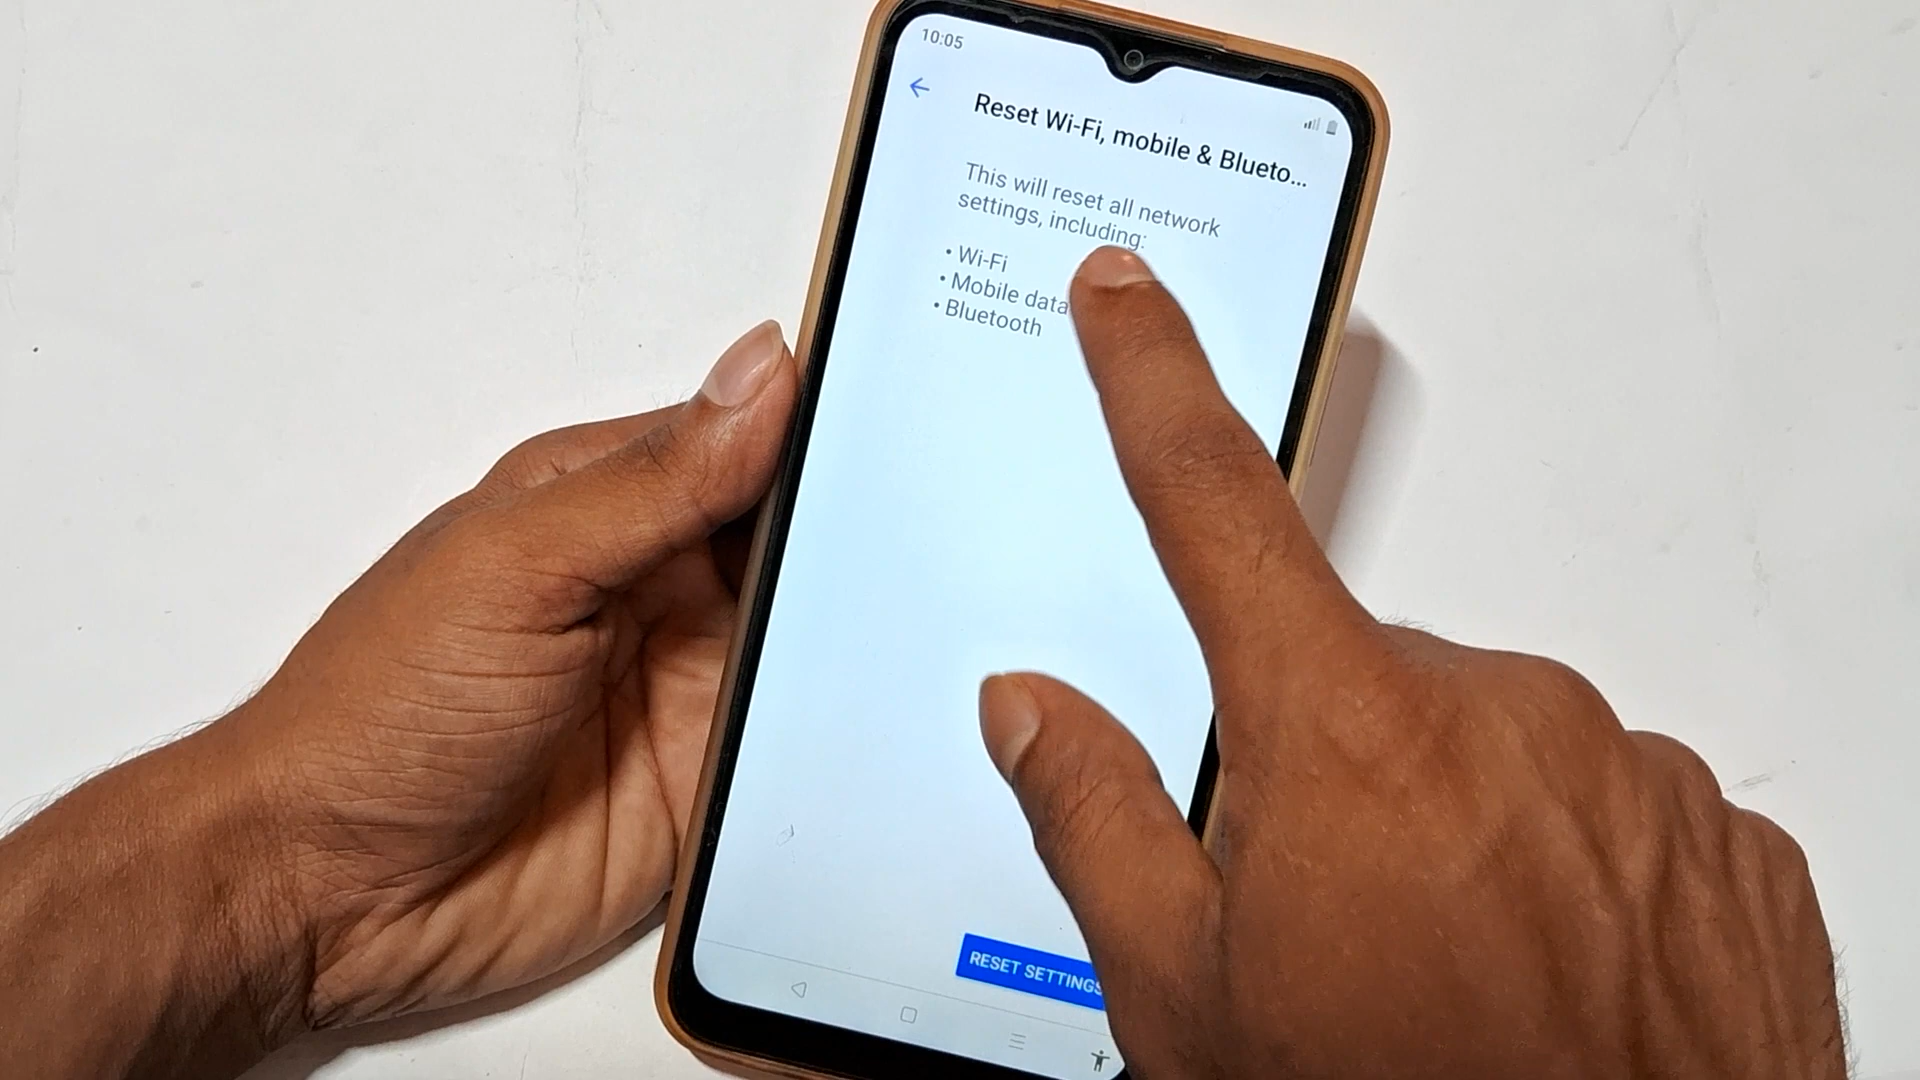 10:05
Reset Wi-Fi, mobile & Blueto...
This will reset all network
settings, including:
• Wi-Fi
• Mobile data
• Bluetooth
RESET SETTINGS